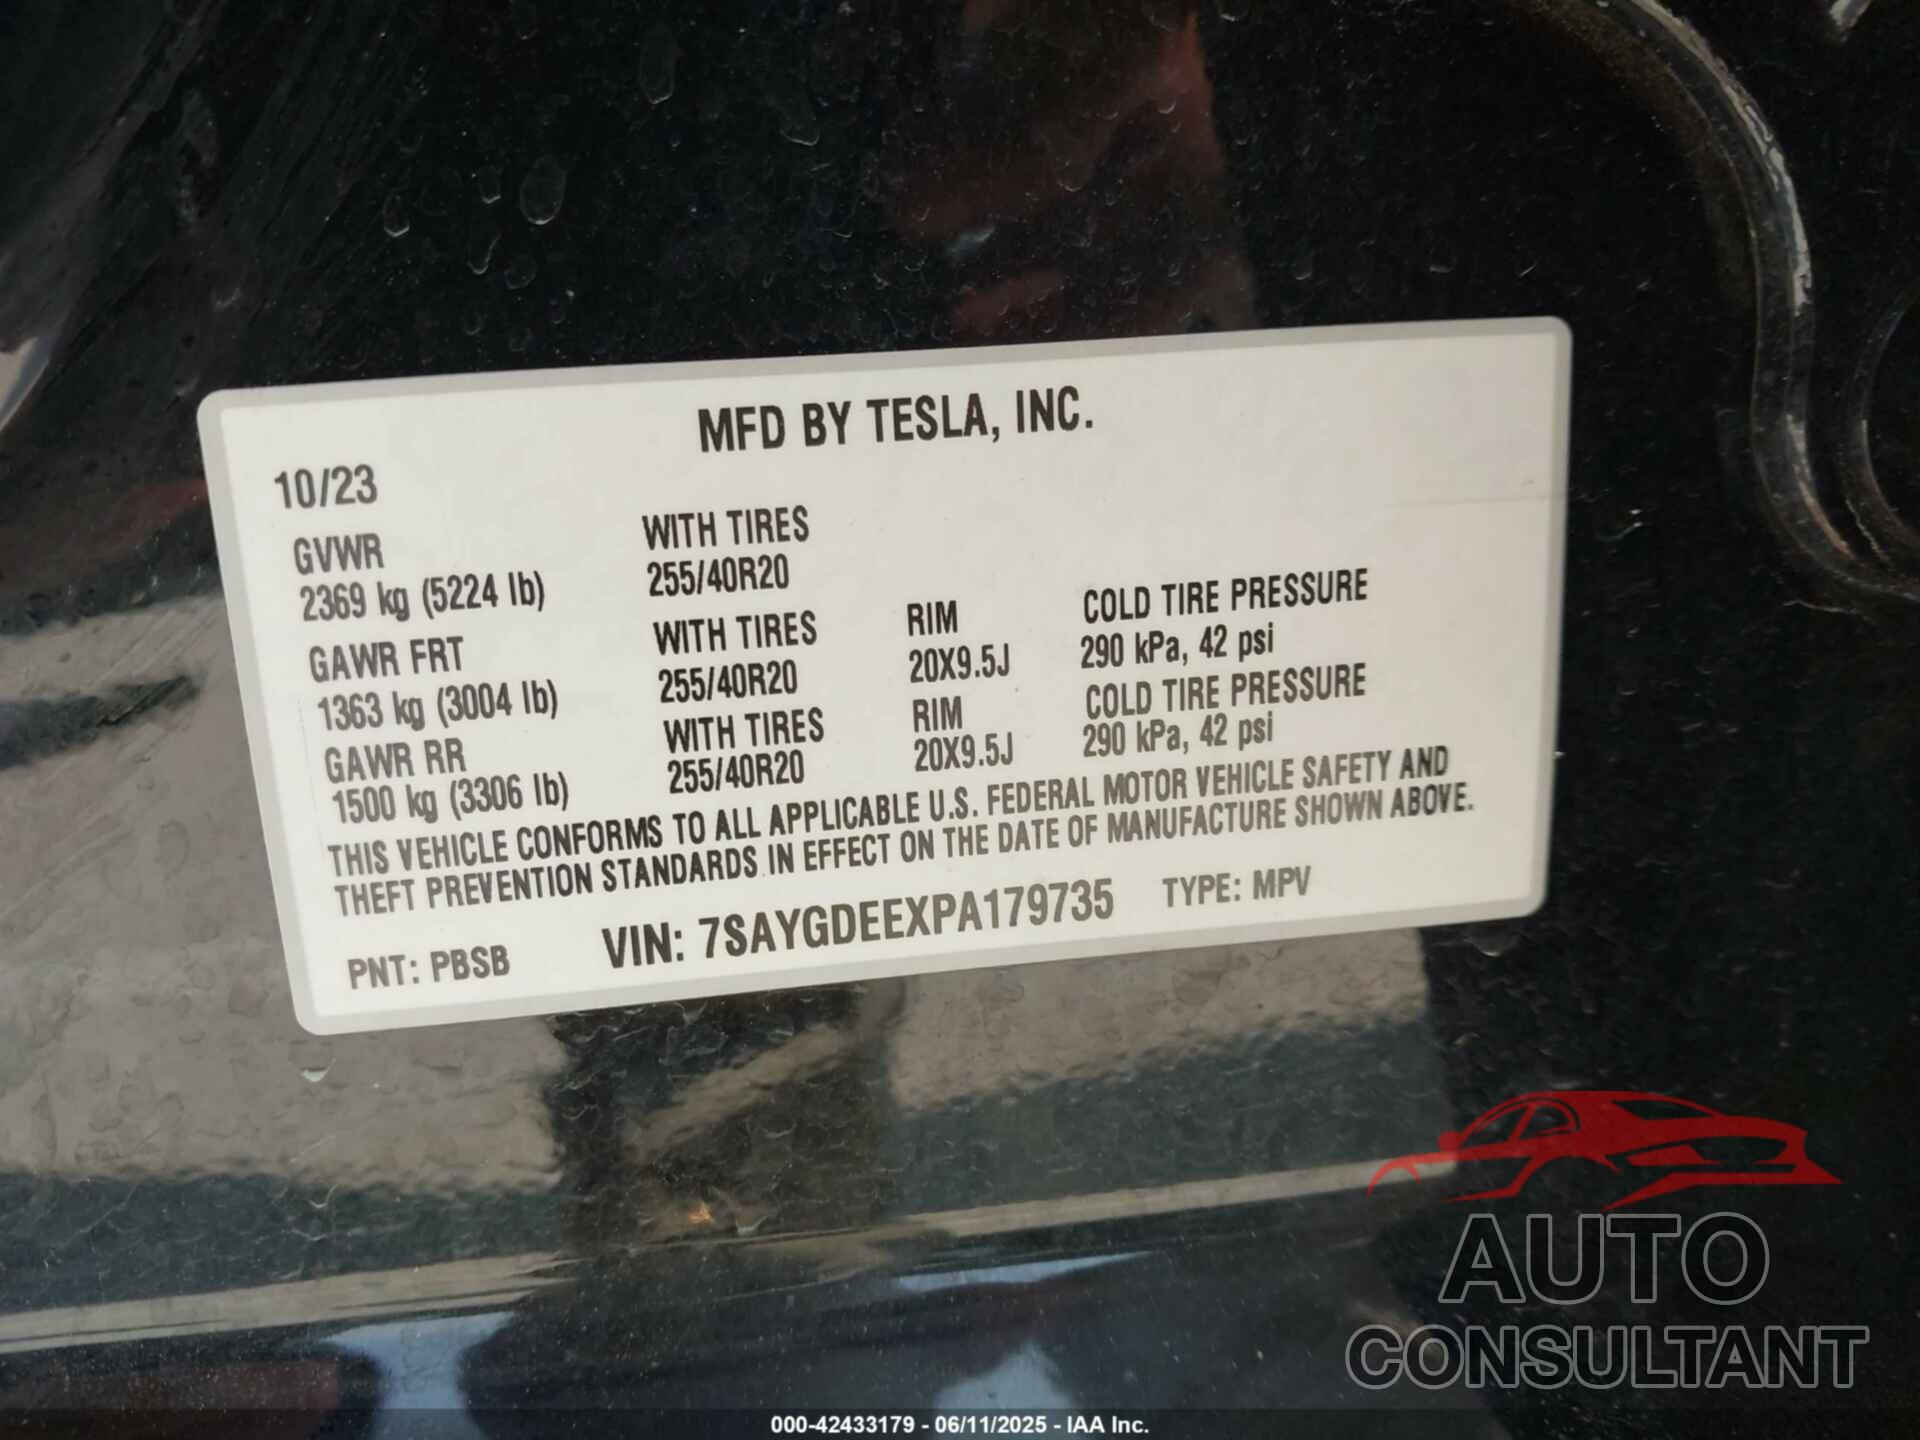 MFD BY TESLA, INC.
10/23
GVWR WITH TIRES
2369 kg (5224 lb) 255/40R20
GAWR FRT WITH TIRES RIM COLD TIRE PRESSURE
1363 kg (3004 lb) 255/40R20 20X9.5J 290 kPa, 42 psi
GAWR RR WITH TIRES RIM COLD TIRE PRESSURE
1500 kg (3306 lb) 255/40R20 20X9.5J 290 kPa, 42 psi
THIS VEHICLE CONFORMS TO ALL APPLICABLE U.S. FEDERAL MOTOR VEHICLE SAFETY AND
THEFT PREVENTION STANDARDS IN EFFECT ON THE DATE OF MANUFACTURE SHOWN ABOVE.
PNT: PBSB VIN: 7SAYGDEEXPA179735 TYPE: MPV
AUTO
CONSULTANT
000-42433179 - 06/11/2025 - IAA Inc.